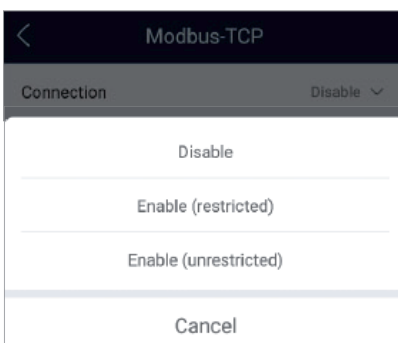 Modbus-TCP
Connection Disable
Disable
Enable (restricted)
Enable (unrestricted)
Cancel